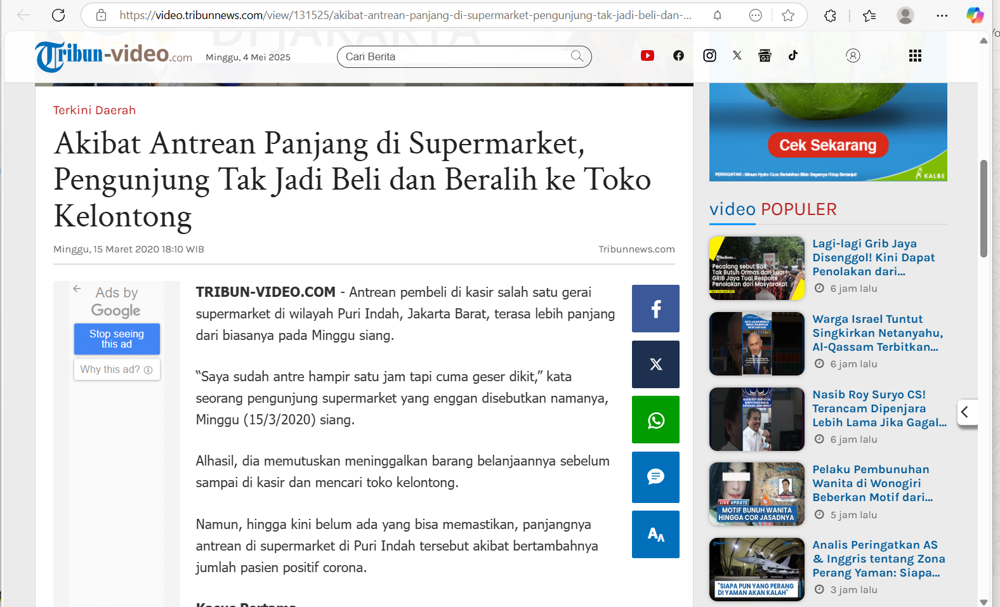 https://video.tribunnews.com/view/131525/akibat-antrean-panjang-di-supermarket-pengunjung-tak-jadi-beli-dan-...
DI JAKARTA
Tribun-video.com
Minggu, 4 Mei 2025
Cari Berita
Terkini Daerah
Akibat Antrean Panjang di Supermarket,
Pengunjung Tak Jadi Beli dan Beralih ke Toko
Kelontong
Minggu, 15 Maret 2020 18:10 WIB
Tribunnews.com
Ads by
Google
Stop seeing
this ad
Why this ad?
TRIBUN-VIDEO.COM - Antrean pembeli di kasir salah satu gerai
supermarket di wilayah Puri Indah, Jakarta Barat, terasa lebih panjang
dari biasanya pada Minggu siang.
“Saya sudah antre hampir satu jam tapi cuma geser dikit,” kata
seorang pengunjung supermarket yang enggan disebutkan namanya,
Minggu (15/3/2020) siang.
Alhasil, dia memutuskan meninggalkan barang belanjaannya sebelum
sampai di kasir dan mencari toko kelontong.
Namun, hingga kini belum ada yang bisa memastikan, panjangnya
antrean di supermarket di Puri Indah tersebut akibat bertambahnya
jumlah pasien positif corona.
Kasus Pertama
AA
Cek Sekarang
PERINGATAN : Minum Hydro Coco Berlebihan Bikin Segarnya Hidup Berlanjut!
KALBE
video POPULER
Pecalang sebut Bali
Tak Butuh Ormas dari Luar
GRIB Jaya Tuai Respons
Penolakan dari Masyarakat
Lagi-lagi Grib Jaya
Disenggol! Kini Dapat
Penolakan dari...
6 jam lalu
Warga Israel Tuntut
Singkirkan Netanyahu,
Al-Qassam Terbitkan...
6 jam lalu
Nasib Roy Suryo CS!
Terancam Dipenjara
Lebih Lama Jika Gagal...
6 jam lalu
LIVE UPDATE
MOTIF BUNUH WANITA
HINGGA COR JASADNYA
Pelaku Pembunuhan
Wanita di Wonogiri
Beberkan Motif dari...
5 jam lalu
"SIAPA PUN YANG PERANG
DI YAMAN AKAN KALAH"
Analis Peringatkan AS
& Inggris tentang Zona
Perang Yaman: Siapa...
3 jam lalu